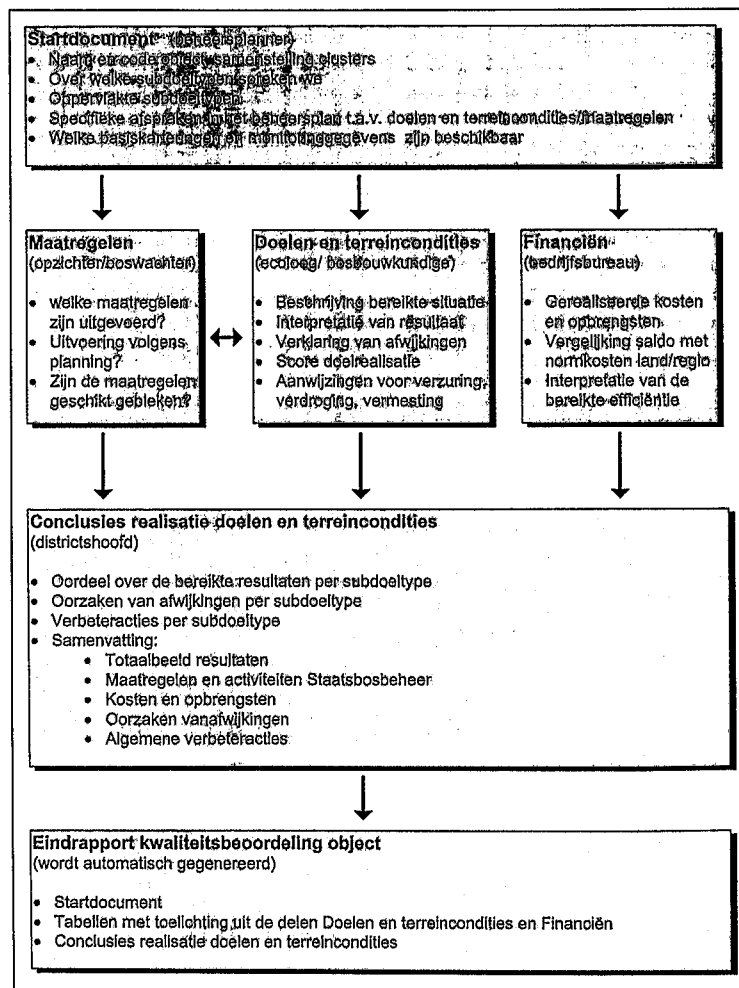 Startdocument (beheersplanner)
• Naam en code object, samenstelling clusters
• Over welke subdoeltypen spreken we
• Oppervlakte subdoeltypen
• Specifieke afspraken in het beheersplan t.a.v. doelen en terreincondities/maatregelen
• Welke basiskarteringen en monitoringgegevens zijn beschikbaar
Maatregelen
(opzichter/boswachter)
• welke maatregelen
zijn uitgevoerd?
• Uitvoering volgens
planning?
• Zijn de maatregelen
geschikt gebleken?
Doelen en terreincondities
(ecoloog/ bosbouwkundige)
• Beschrijving bereikte situatie
• Interpretatie van resultaat
• Verklaring van afwijkingen
• Score doelrealisatie
• Aanwijzingen voor verzuring,
verdroging, vermesting
Financiën
(bedrijfsbureau)
• Gerealiseerde kosten
en opbrengsten
• Vergelijking saldo met
normkosten land/regio
• Interpretatie van de
bereikte efficiëntie
Conclusies realisatie doelen en terreincondities
(districtshoofd)
• Oordeel over de bereikte resultaten per subdoeltype
• Oorzaken van afwijkingen per subdoeltype
• Verbeteracties per subdoeltype
• Samenvatting:
• Totaalbeeld resultaten
• Maatregelen en activiteiten Staatsbosbeheer
• Kosten en opbrengsten
• Oorzaken vanafwijkingen
• Algemene verbeteracties
Eindrapport kwaliteitsbeoordeling object
(wordt automatisch gegenereerd)
• Startdocument
• Tabellen met toelichting uit de delen Doelen en terreincondities en Financiën
• Conclusies realisatie doelen en terreincondities